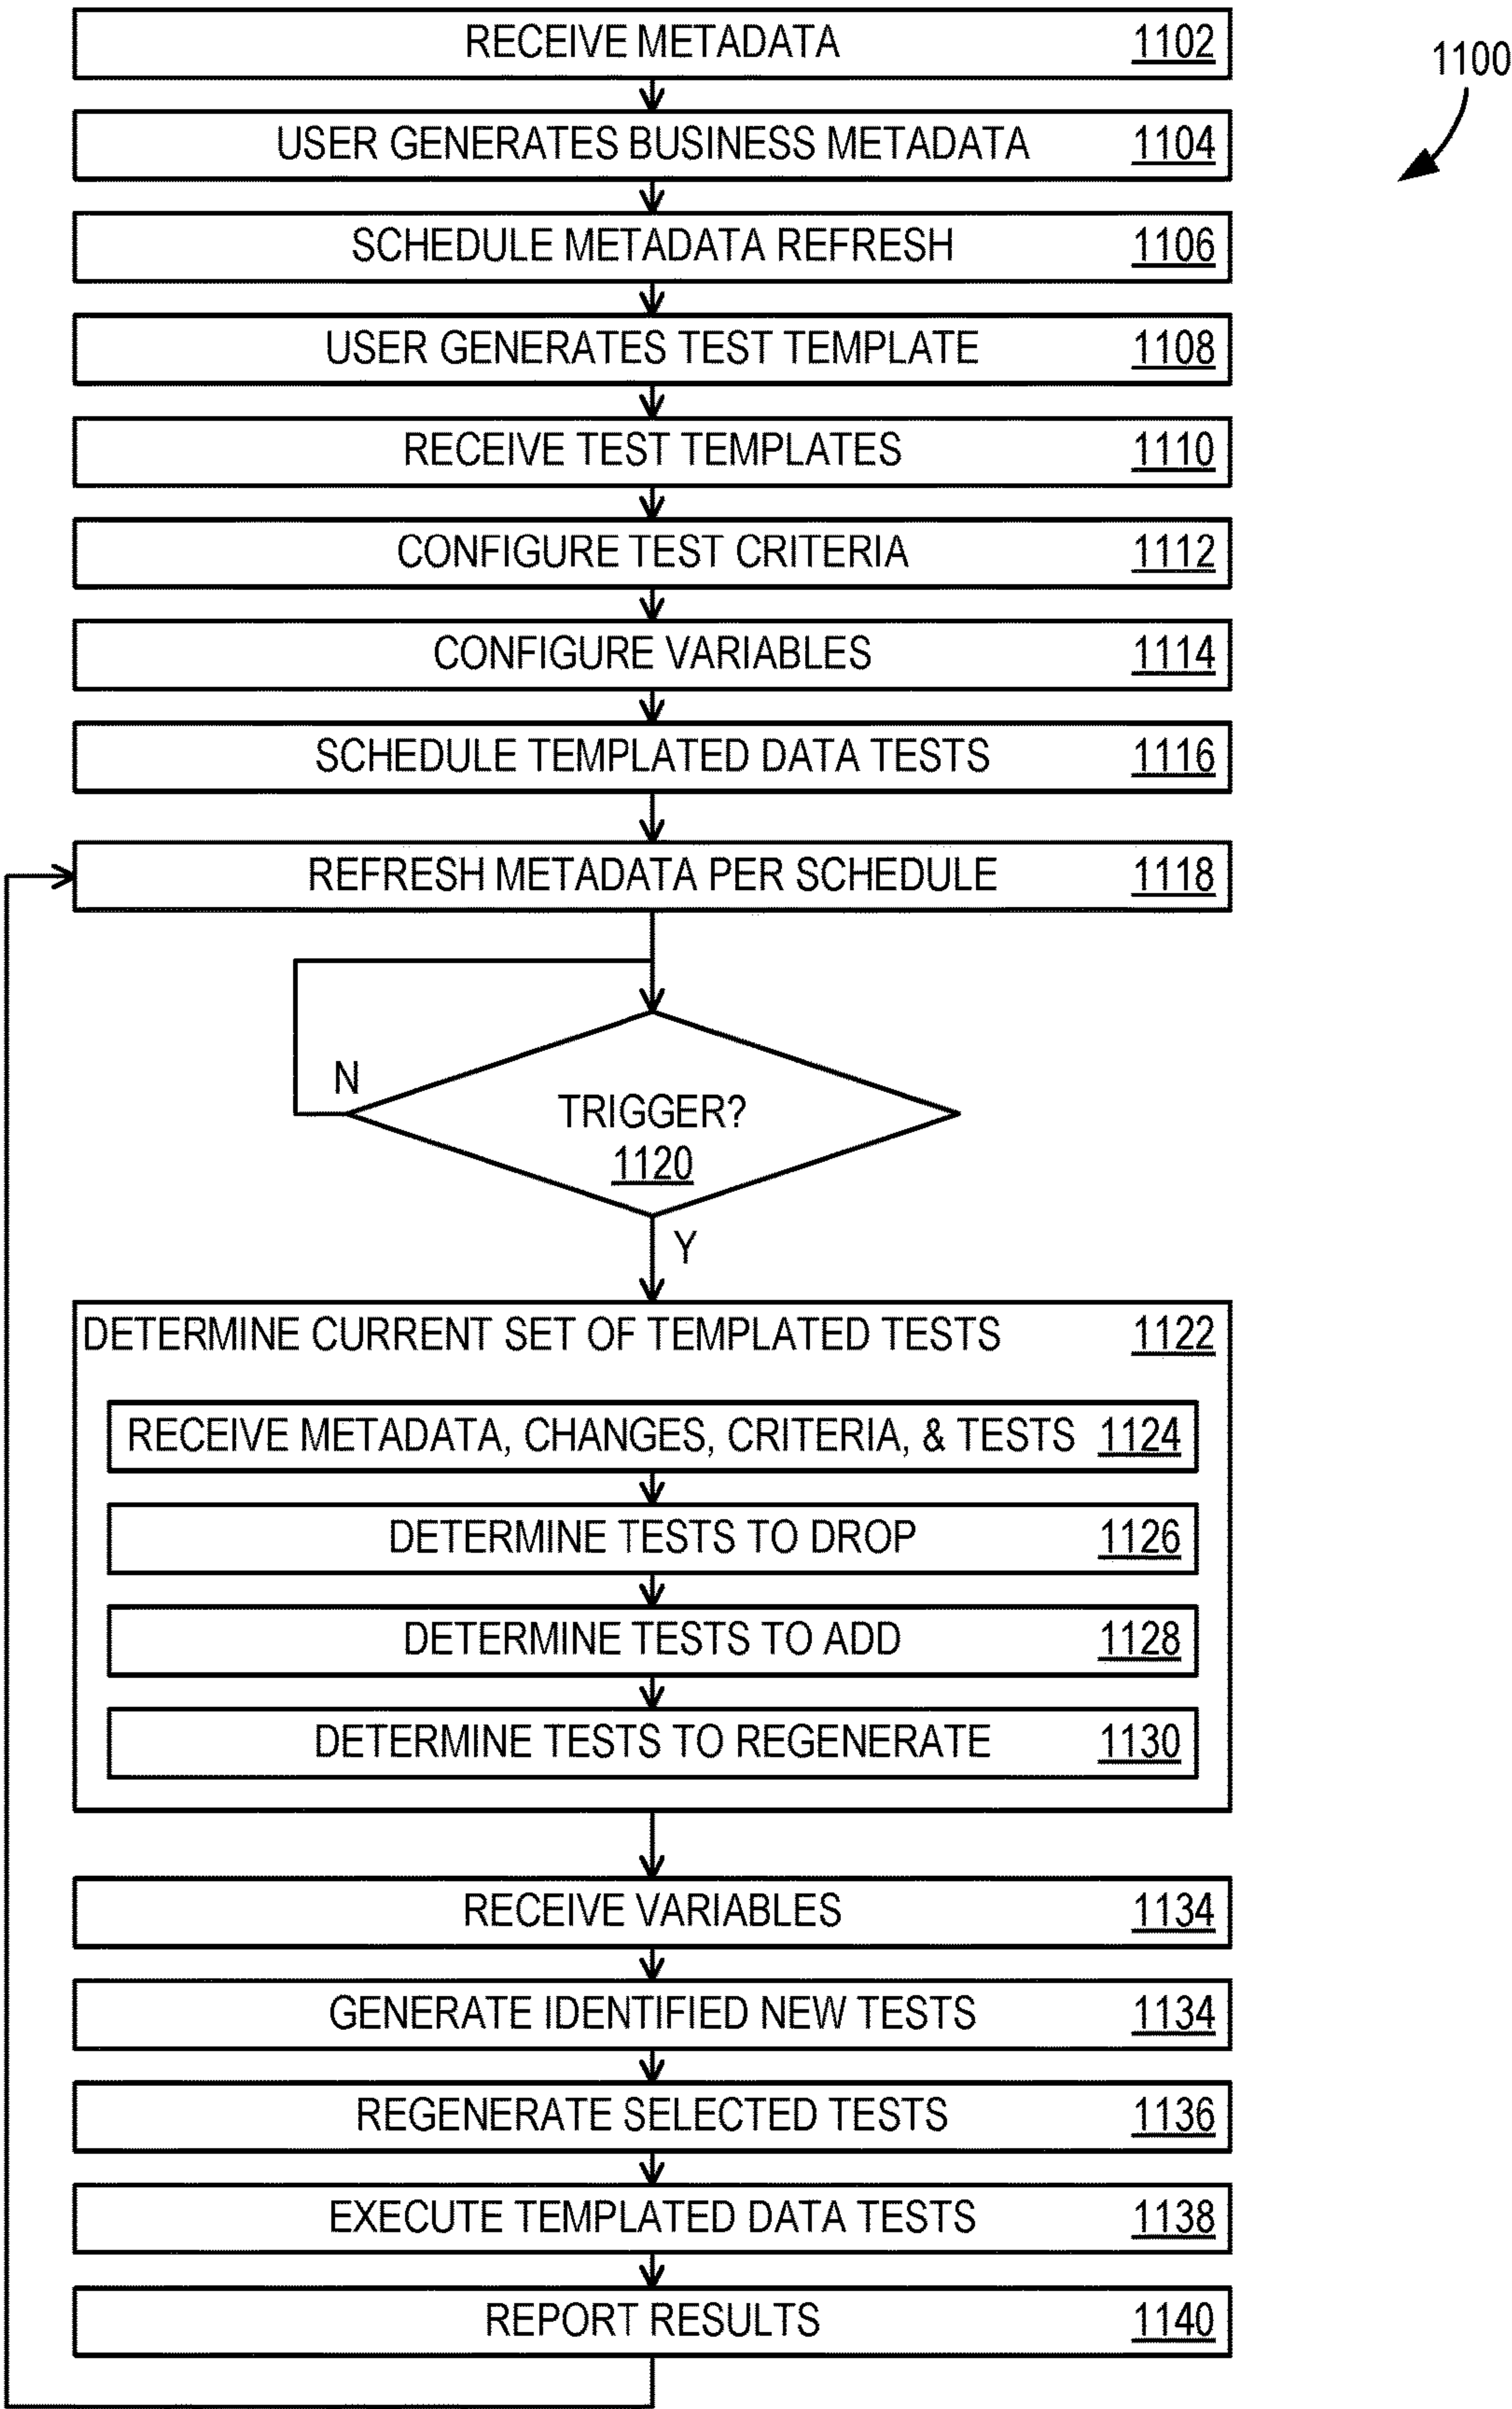 RECEIVE METADATA 1102
1100
USER GENERATES BUSINESS METADATA 1104
SCHEDULE METADATA REFRESH 1106
USER GENERATES TEST TEMPLATE 1108
RECEIVE TEST TEMPLATES 1110
CONFIGURE TEST CRITERIA 1112
CONFIGURE VARIABLES 1114
SCHEDULE TEMPLATED DATA TESTS 1116
REFRESH METADATA PER SCHEDULE 1118
N
TRIGGER?
1120
Y
DETERMINE CURRENT SET OF TEMPLATED TESTS 1122
RECEIVE METADATA, CHANGES, CRITERIA, & TESTS 1124
DETERMINE TESTS TO DROP 1126
DETERMINE TESTS TO ADD 1128
DETERMINE TESTS TO REGENERATE 1130
RECEIVE VARIABLES 1134
GENERATE IDENTIFIED NEW TESTS 1134
REGENERATE SELECTED TESTS 1136
EXECUTE TEMPLATED DATA TESTS 1138
REPORT RESULTS 1140